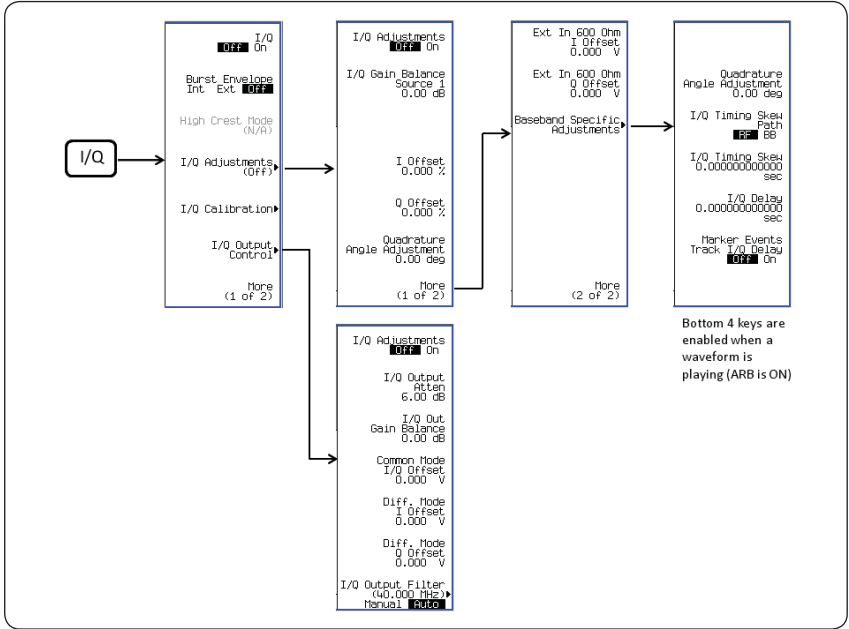 I/Q
I/Q
Off On
Burst Envelope
Int Ext Off
High Crest Mode
(N/A)
I/Q Adjustments
(Off)
I/Q Calibration
I/Q Output
Control
More
(1 of 2)
I/Q Adjustments
Off On
I/Q Gain Balance
Source 1
0.00 dB
I Offset
0.000 %
Q Offset
0.000 %
Quadrature
Angle Adjustment
0.00 deg
More
(1 of 2)
Ext In 600 Ohm
I Offset
0.000 V
Ext In 600 Ohm
Q Offset
0.000 V
Baseband Specific
Adjustments
More
(2 of 2)
Quadrature
Angle Adjustment
0.00 deg
I/Q Timing Skew
Path
RF BB
I/Q Timing Skew
0.000000000000
sec
I/Q Delay
0.000000000000
sec
Marker Events
Track I/Q Delay
Off On
Bottom 4 keys are
enabled when a
waveform is
playing (ARB is ON)
I/Q Adjustments
Off On
I/Q Output
Atten
6.00 dB
I/Q Out
Gain Balance
0.00 dB
Common Mode
I/Q Offset
0.000 V
Diff. Mode
I Offset
0.000 V
Diff. Mode
Q Offset
0.000 V
I/Q Output Filter
(40.000 MHz)
Manual Auto